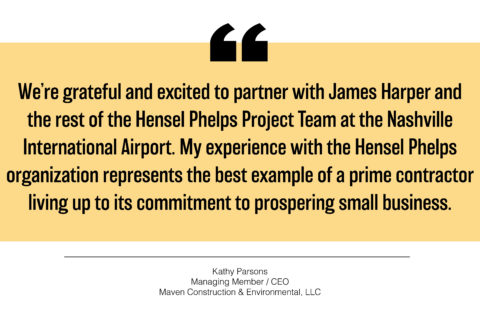 We're grateful and excited to partner with James Harper and
the rest of the Hensel Phelps Project Team at the Nashville
International Airport. My experience with the Hensel Phelps
organization represents the best example of a prime contractor
living up to its commitment to prospering small business.
Kathy Parsons
Managing Member / CEO
Maven Construction & Environmental, LLC